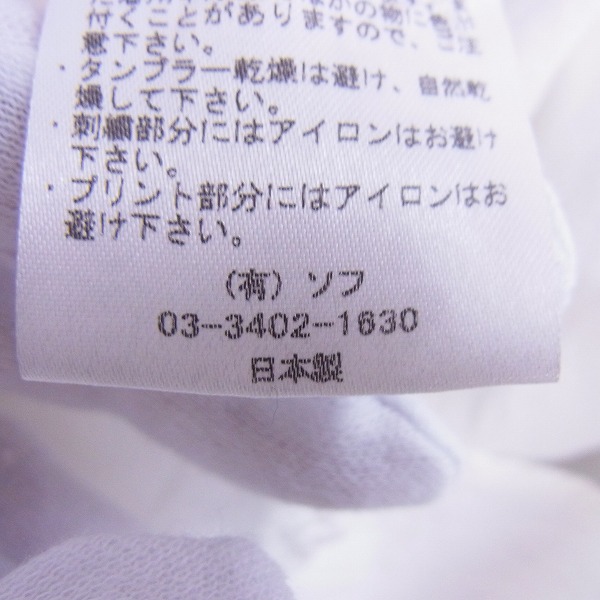 付くことがありますので、
意下さい。
・タンブラー乾燥は避け、自然乾
燥して下さい。
・刺繍部分にはアイロンはお避け
下さい。
・プリント部分にはアイロンはお
避け下さい。
(有) ソフ
03-3402-1630
日本製